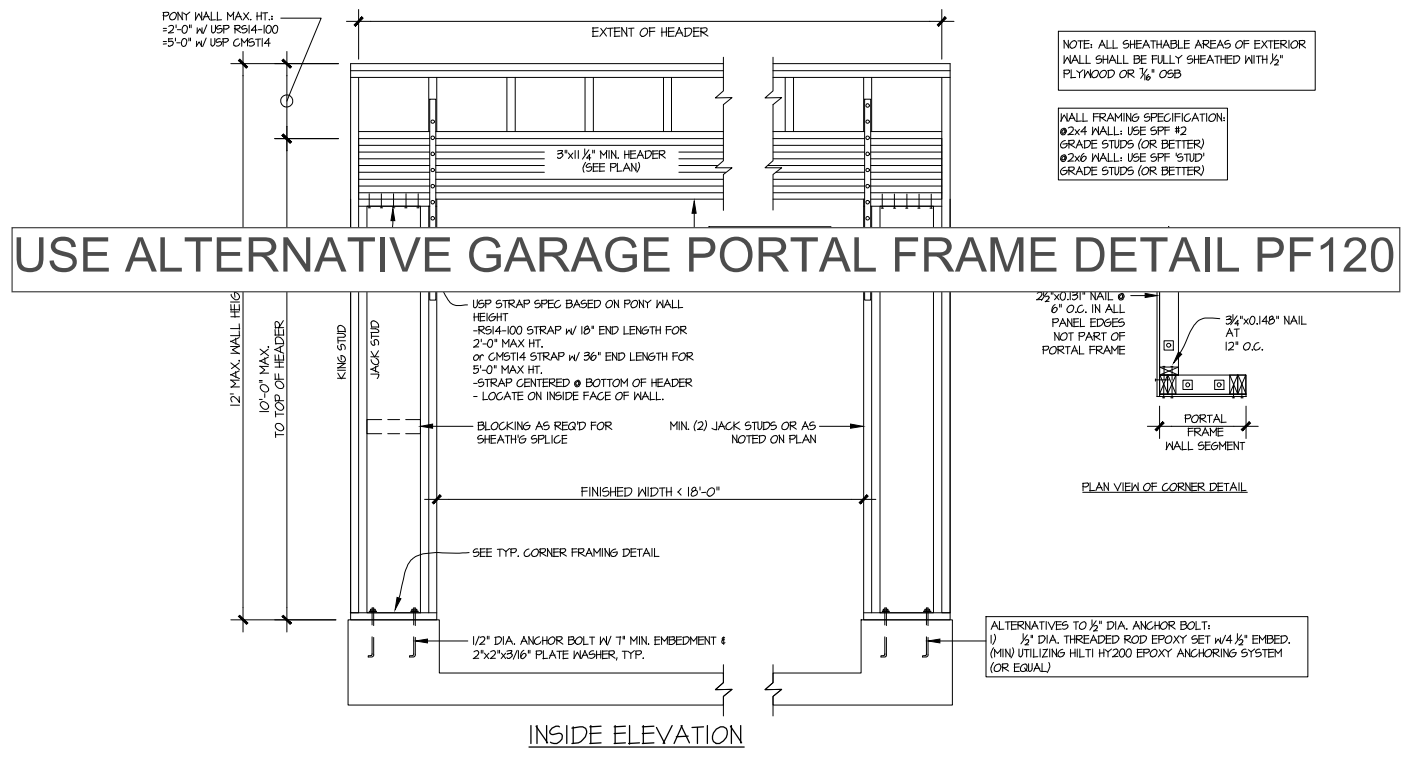 PONY WALL MAX. HT.:
=2'-0" W/ USP RS14-100
=5'-0" W/ USP CMST14
EXTENT OF HEADER
NOTE: ALL SHEATHABLE AREAS OF EXTERIOR
WALL SHALL BE FULLY SHEATHED WITH ½"
PLYWOOD OR 7/16" OSB
WALL FRAMING SPECIFICATION:
@2x4 WALL: USE SPF #2
GRADE STUDS (OR BETTER)
@2x6 WALL: USE SPF 'STUD'
GRADE STUDS (OR BETTER)
3"x11 ¼" MIN. HEADER
(SEE PLAN)
USE ALTERNATIVE GARAGE PORTAL FRAME DETAIL PF120
12' MAX. WALL HEIG
10'-0" MAX.
TO TOP OF HEADER
KING STUD
JACK STUD
USP STRAP SPEC BASED ON PONY WALL
HEIGHT
-RS14-100 STRAP W/ 18" END LENGTH FOR
2'-0" MAX HT.
or CMST14 STRAP W/ 36" END LENGTH FOR
5'-0" MAX HT.
-STRAP CENTERED @ BOTTOM OF HEADER
- LOCATE ON INSIDE FACE OF WALL.
2½"x0.131" NAIL @
6" O.C. IN ALL
PANEL EDGES
NOT PART OF
PORTAL FRAME
3¼"x0.148" NAIL
AT
12" O.C.
BLOCKING AS REQ'D FOR
SHEATH'G SPLICE
MIN. (2) JACK STUDS OR AS
NOTED ON PLAN
PORTAL
FRAME
WALL SEGMENT
FINISHED WIDTH < 18'-0"
PLAN VIEW OF CORNER DETAIL
SEE TYP. CORNER FRAMING DETAIL
1/2" DIA. ANCHOR BOLT W/ 7" MIN. EMBEDMENT &
2"x2"x3/16" PLATE WASHER, TYP.
ALTERNATIVES TO ½" DIA. ANCHOR BOLT:
1) ½" DIA. THREADED ROD EPOXY SET W/4 ½" EMBED.
(MIN) UTILIZING HILTI HY200 EPOXY ANCHORING SYSTEM
(OR EQUAL)
INSIDE ELEVATION